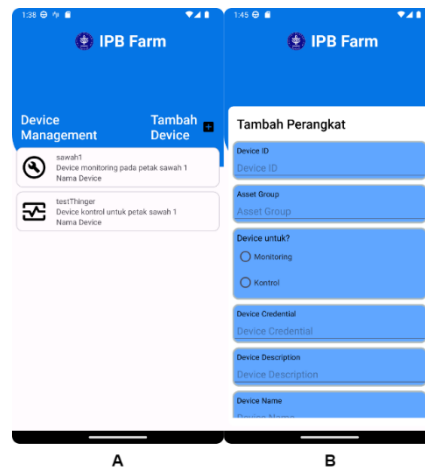 1:38
IPB Farm
Device
Management
Tambah
Device
sawah1
Device monitoring pada petak sawah 1
Nama Device
testThinger
Device kontrol untuk petak sawah 1
Nama Device
A
1:45
IPB Farm
Tambah Perangkat
Device ID
Device ID
Asset Group
Asset Group
Device untuk?
Monitoring
Kontrol
Device Credential
Device Credential
Device Description
Device Description
Device Name
Device Name
B